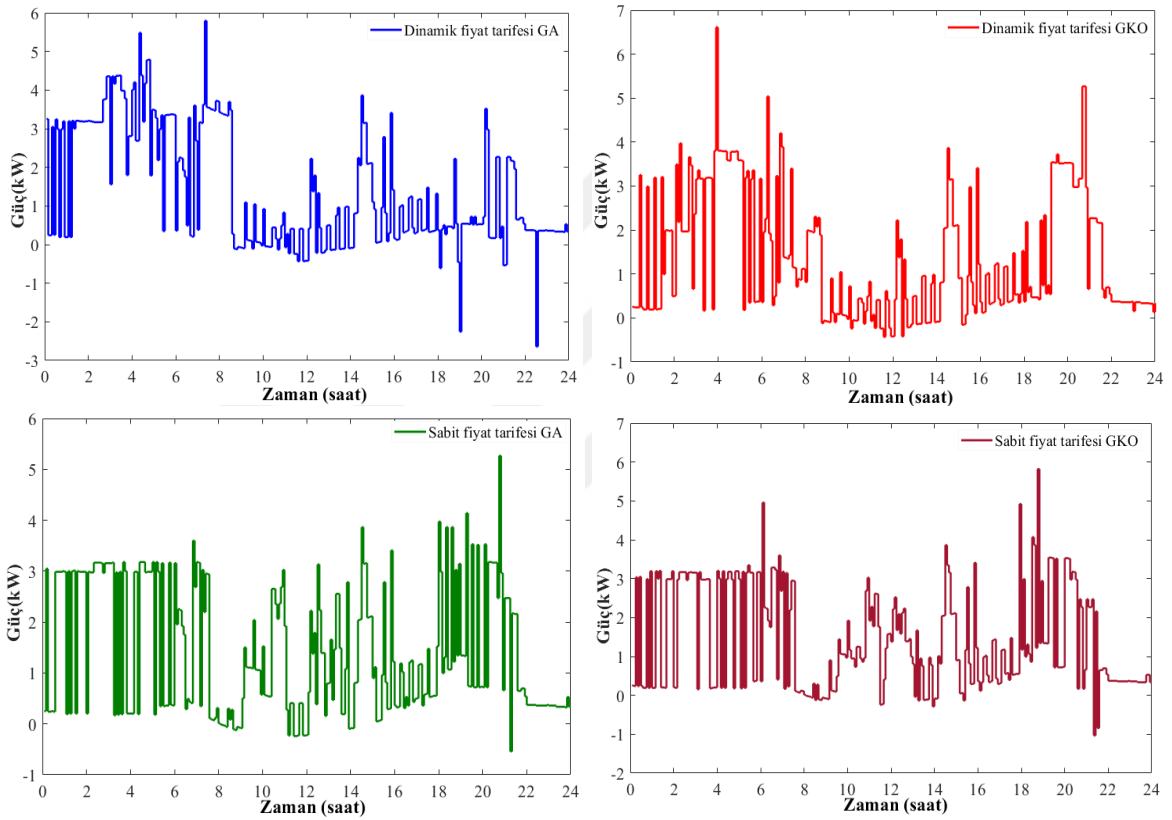 Dinamik fiyat tarifesi GA
6
5
4
3
2
1
0
-1
-2
-3
Güç(kW)
0 2 4 6 8 10 12 14 16 18 20 22 24
Zaman (saat)
Dinamik fiyat tarifesi GKO
7
6
5
4
3
2
1
0
-1
Güç(kW)
0 2 4 6 8 10 12 14 16 18 20 22 24
Zaman (saat)
Sabit fiyat tarifesi GA
6
5
4
3
2
1
0
-1
Güç(kW)
0 2 4 6 8 10 12 14 16 18 20 22 24
Zaman (saat)
Sabit fiyat tarifesi GKO
7
6
5
4
3
2
1
0
-1
-2
Güç(kW)
0 2 4 6 8 10 12 14 16 18 20 22 24
Zaman (saat)